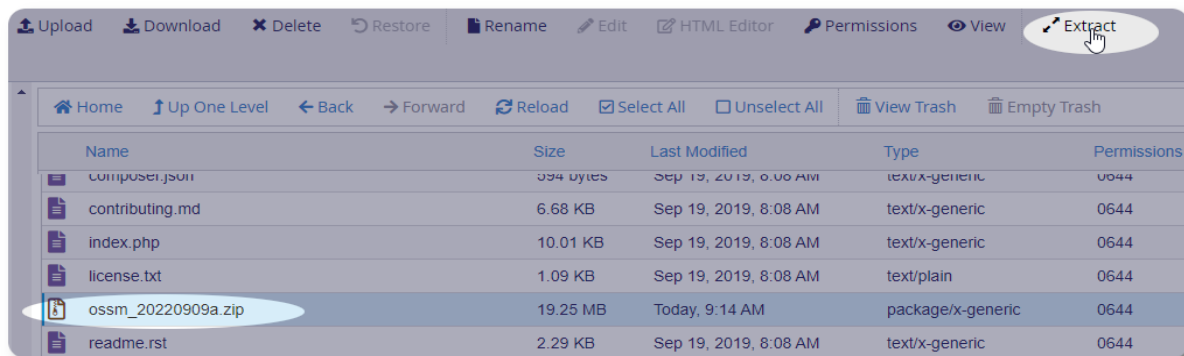 Upload Download Delete Restore Rename Edit HTML Editor Permissions View Extract
Home Up One Level Back Forward Reload Select All Unselect All View Trash Empty Trash
Name Size Last Modified Type Permissions
composer.json 594 bytes Sep 19, 2019, 8:08 AM text/x-generic 0644
contributing.md 6.68 KB Sep 19, 2019, 8:08 AM text/x-generic 0644
index.php 10.01 KB Sep 19, 2019, 8:08 AM text/x-generic 0644
license.txt 1.09 KB Sep 19, 2019, 8:08 AM text/plain 0644
ossm_20220909a.zip 19.25 MB Today, 9:14 AM package/x-generic 0644
readme.rst 2.29 KB Sep 19, 2019, 8:08 AM text/x-generic 0644